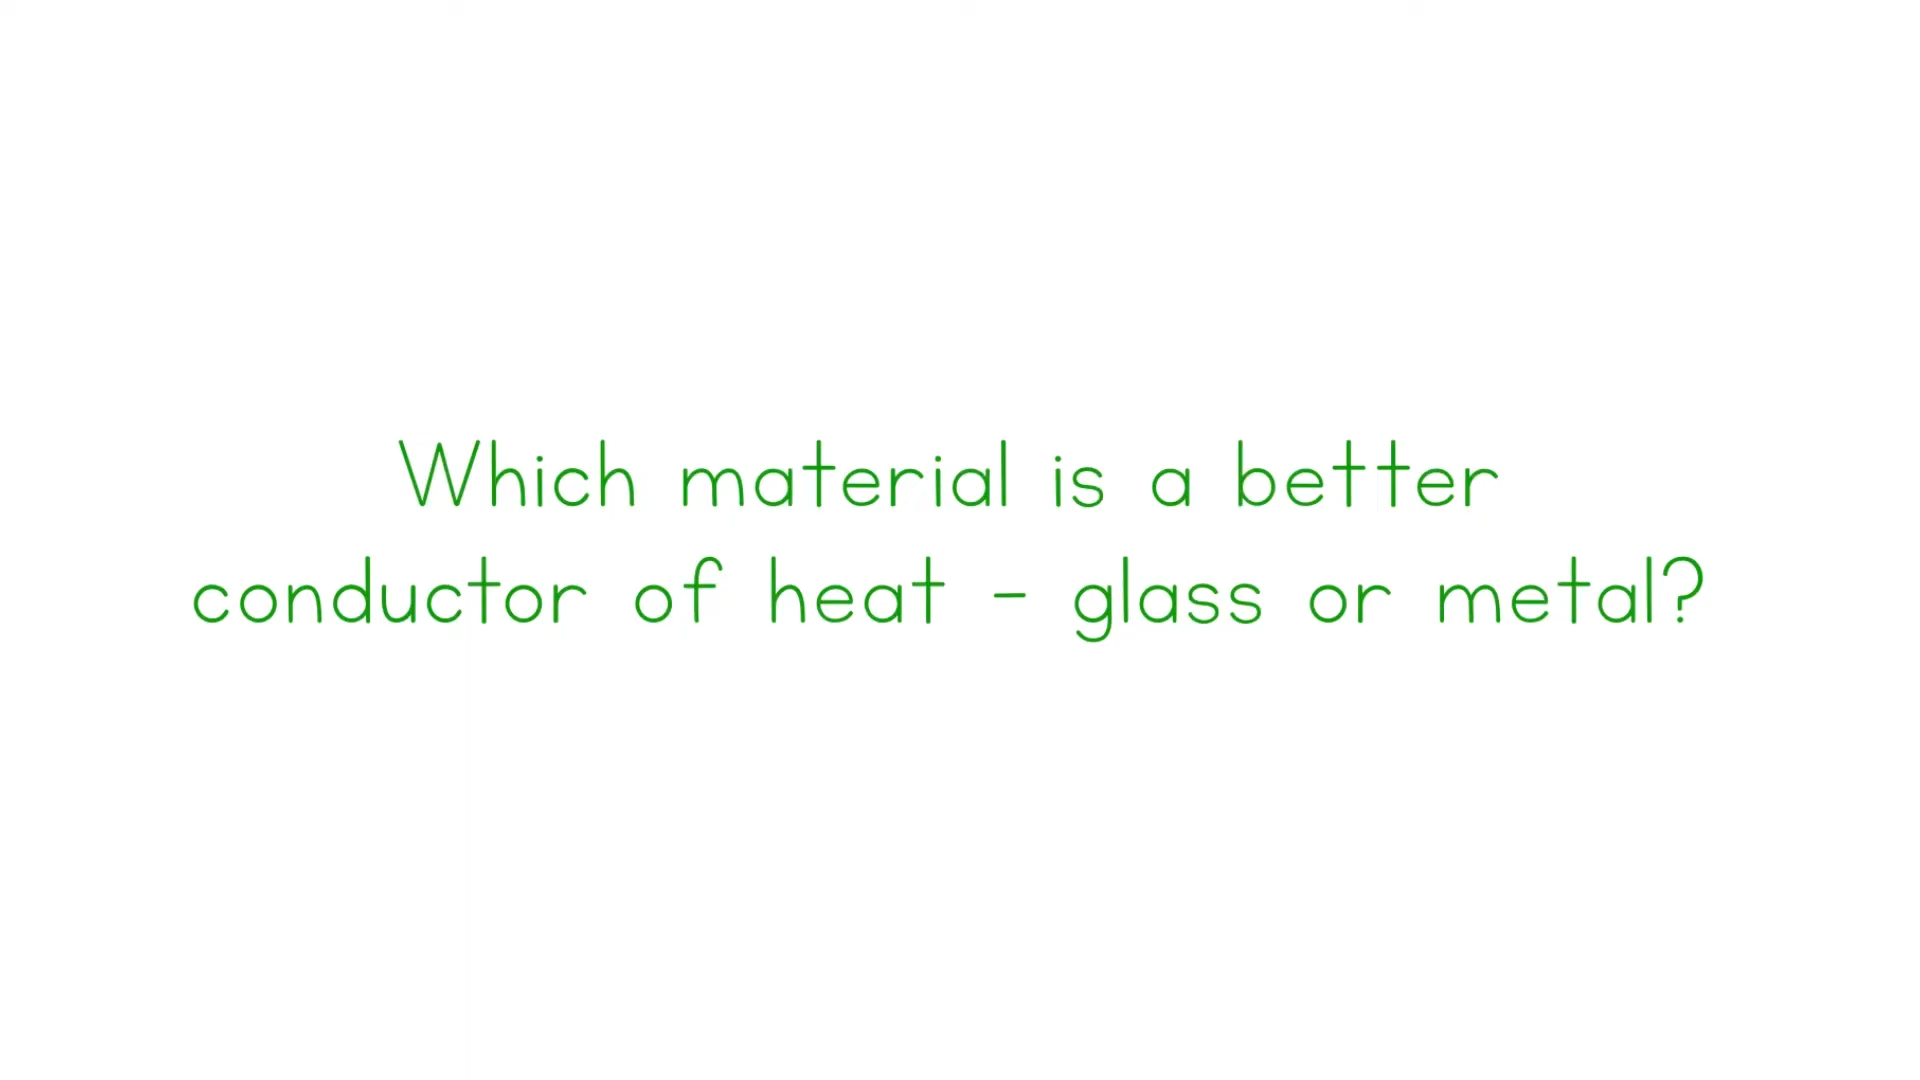 Which material is a better
conductor of heat - glass or metal?